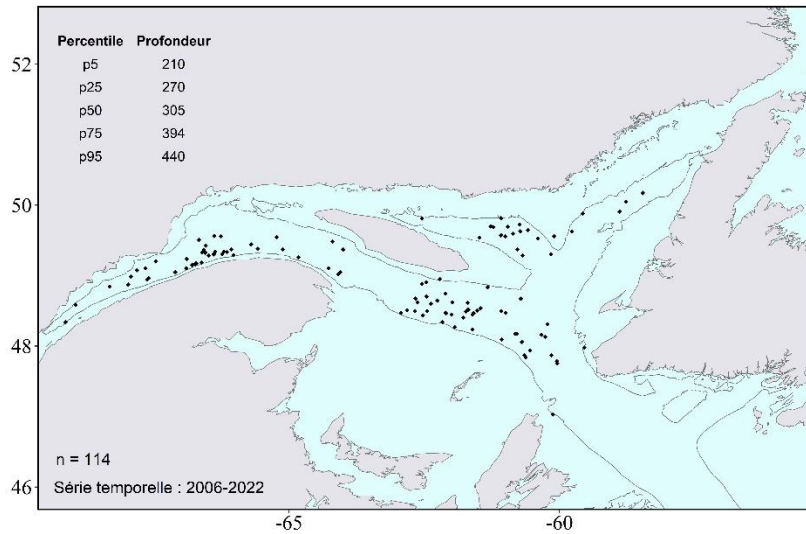 Percentile Profondeur
p5 210
p25 270
p50 305
p75 394
p95 440
n = 114
Série temporelle : 2006-2022
52
50
48
46
-65 -60